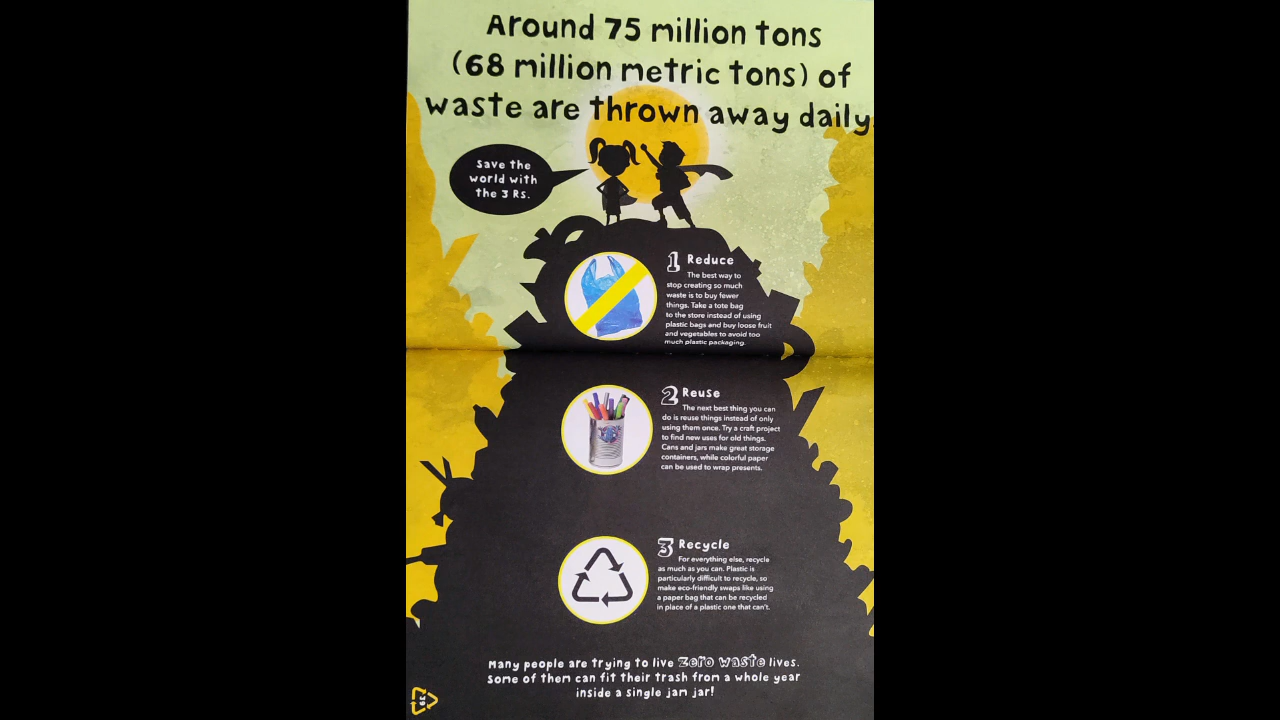 Around 75 million tons
(68 million metric tons) of
waste are thrown away daily.
Save the
world with
the 3 Rs.
1 Reduce
The best way to
stop creating so much
waste is to buy fewer
things. Take a tote bag
to the store instead of using
plastic bags and buy loose fruit
and vegetables to avoid too
much plastic packaging.
2 Reuse
The next best thing you can
do is reuse things instead of only
using them once. Try a craft project
to find new uses for old things.
Cans and jars make great storage
containers, while colorful paper
can be used to wrap presents.
3 Recycle
For everything else, recycle
as much as you can. Plastic is
particularly difficult to recycle, so
make eco-friendly swaps like using
a paper bag that can be recycled
in place of a plastic one that can't.
Many people are trying to live zero waste lives.
Some of them can fit their trash from a whole year
inside a single jam jar!